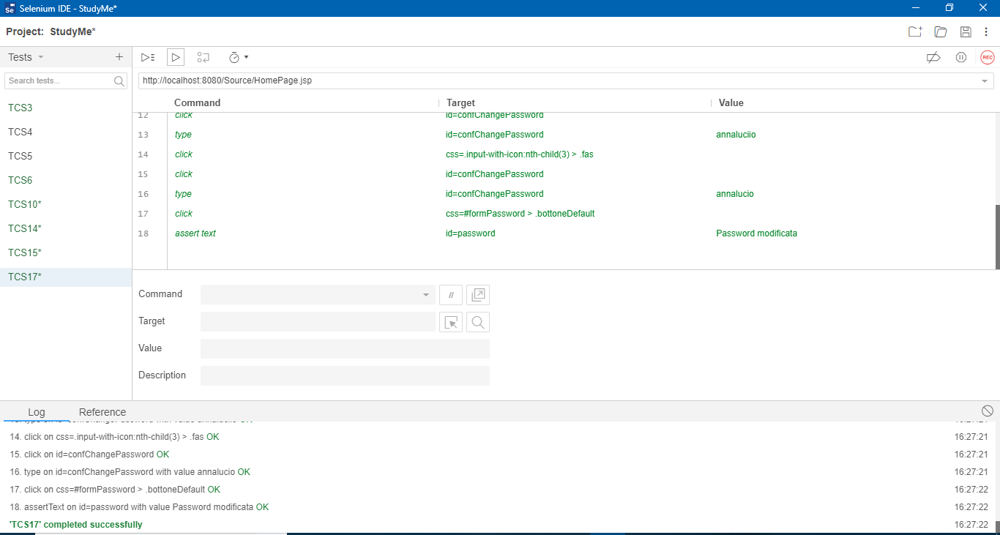 Selenium IDE - StudyMe*
Project: StudyMe*
Tests
Search tests...
TCS3
TCS4
TCS5
TCS6
TCS10*
TCS14*
TCS15*
TCS17*
REC
http://localhost:8080/Source/HomePage.jsp
Command Target Value
12 click id=confChangePassword
13 type id=confChangePassword annaluciio
14 click css=.input-with-icon:nth-child(3) > .fas
15 click id=confChangePassword
16 type id=confChangePassword annalucio
17 click css=#formPassword > .bottoneDefault
18 assert text id=password Password modificata
Command //
Target
Value
Description
Log Reference
14. click on css=.input-with-icon:nth-child(3) > .fas OK 16:27:21
15. click on id=confChangePassword OK 16:27:21
16. type on id=confChangePassword with value annalucio OK 16:27:21
17. click on css=#formPassword > .bottoneDefault OK 16:27:22
18. assertText on id=password with value Password modificata OK 16:27:22
'TCS17' completed successfully 16:27:22